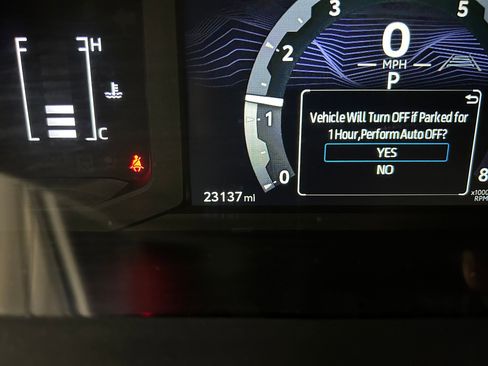 F H
C
3 5
2
0
MPH
P
Vehicle Will Turn OFF if Parked for
1 Hour,Perform Auto OFF?
YES
NO
1
0
8
x1000
RPM
23137 mi